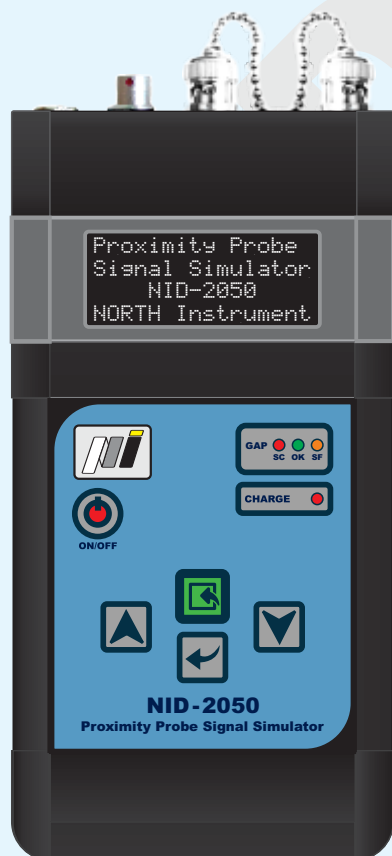 Proximity Probe
Signal Simulator
NID-2050
NORTH Instrument
GAP
SC OK SF
CHARGE
ON/OFF
NID-2050
Proximity Probe Signal Simulator